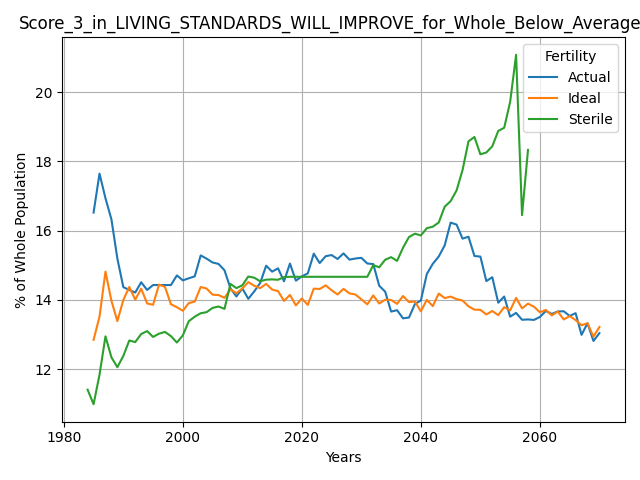 Score_3_in_LIVING_STANDARDS_WILL_IMPROVE_for_Whole_Below_Average
Fertility
Actual
Ideal
Sterile
% of Whole Population
20
18
16
14
12
1980
2000
2020
2040
2060
Years